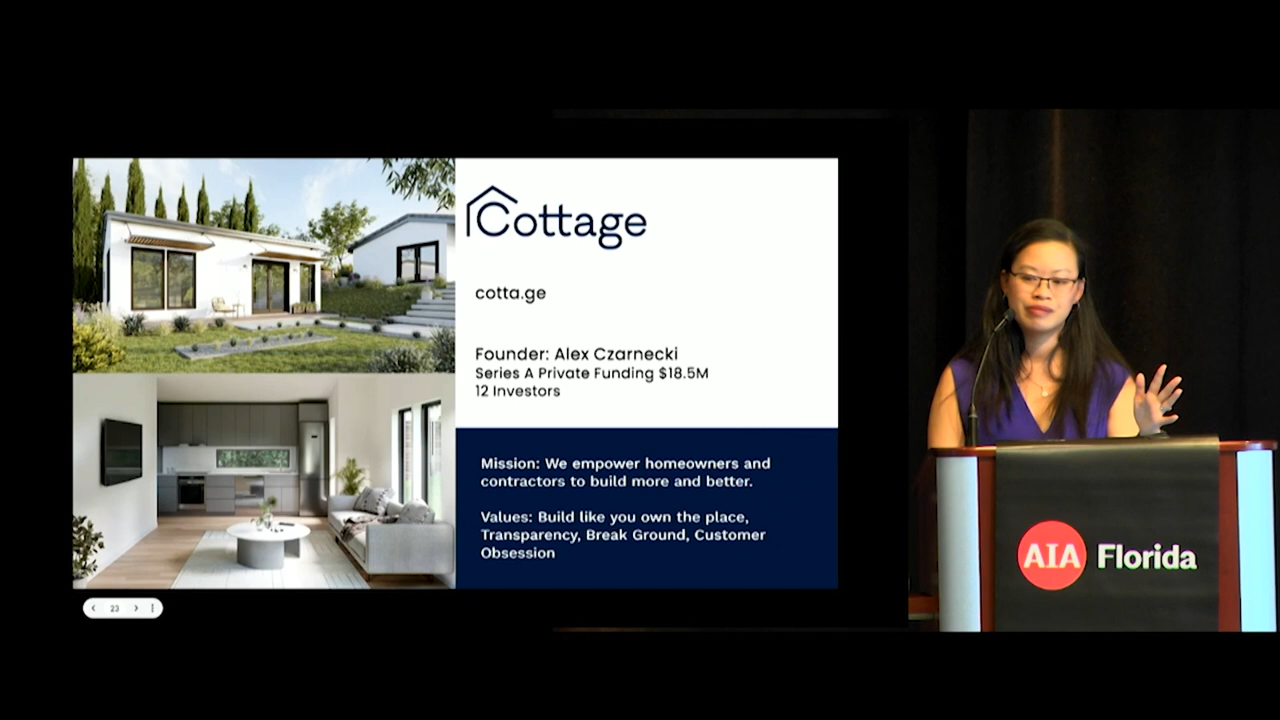 Cottage
cotta.ge
Founder: Alex Czarnecki
Series A Private Funding $18.5M
12 Investors
Mission: We empower homeowners and
contractors to build more and better.
Values: Build like you own the place,
Transparency, Break Ground, Customer
Obsession
23
AIA Florida